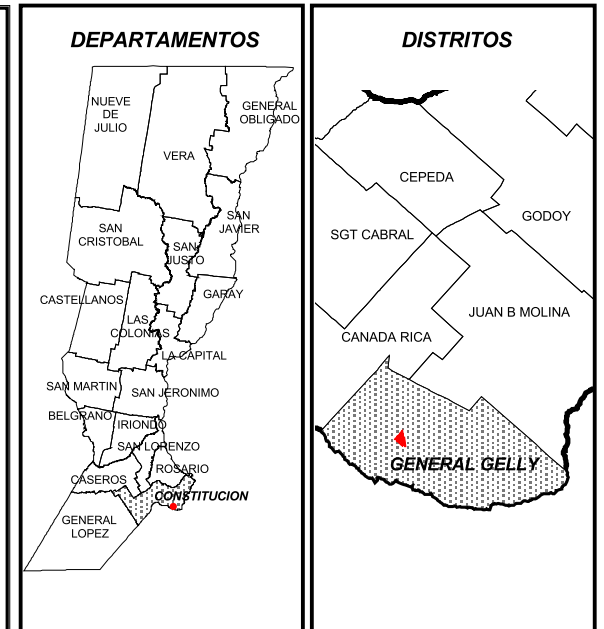 DEPARTAMENTOS
NUEVE
DE
JULIO
GENERAL
OBLIGADO
VERA
SAN
JAVIER
SAN
CRISTOBAL
SAN
JUSTO
CASTELLANOS
GARAY
LAS
COLONIAS
LA CAPITAL
SAN MARTIN
SAN JERONIMO
BELGRANO
IRIONDO
SAN LORENZO
ROSARIO
CASEROS
CONSTITUCION
GENERAL
LOPEZ
DISTRITOS
CEPEDA
GODOY
SGT CABRAL
JUAN B MOLINA
CANADA RICA
GENERAL GELLY